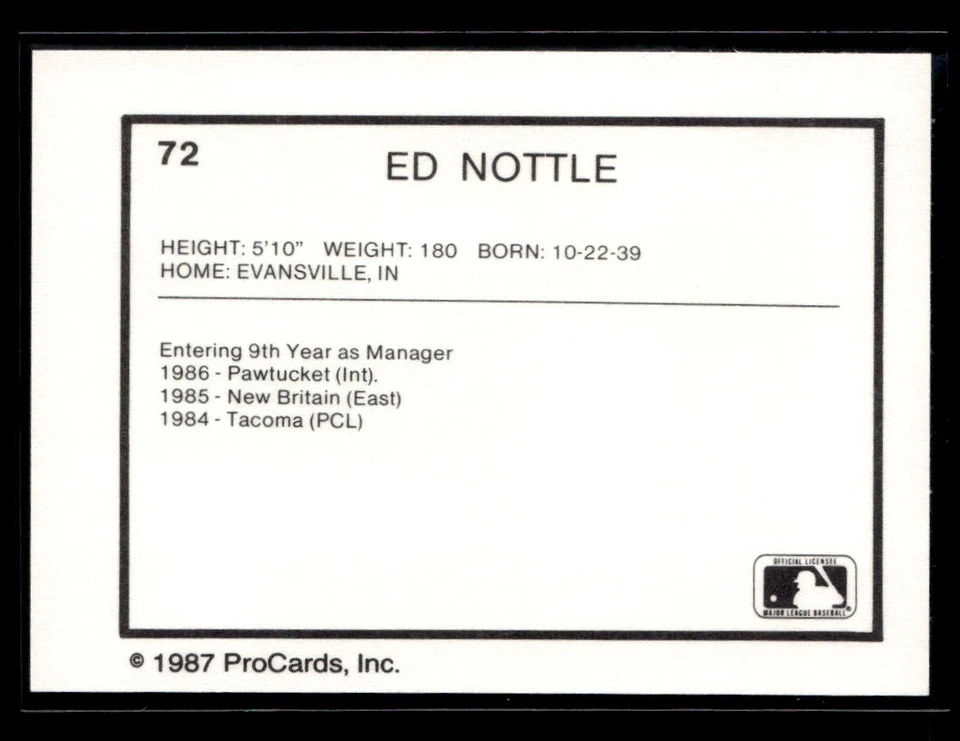 72
ED NOTTLE
HEIGHT: 5'10” WEIGHT: 180 BORN: 10-22-39
HOME: EVANSVILLE, IN
Entering 9th Year as Manager
1986 - Pawtucket (Int).
1985 - New Britain (East)
1984 - Tacoma (PCL)
OFFICIAL LICENSEE
MAJOR LEAGUE BASEBALL®
© 1987 ProCards, Inc.